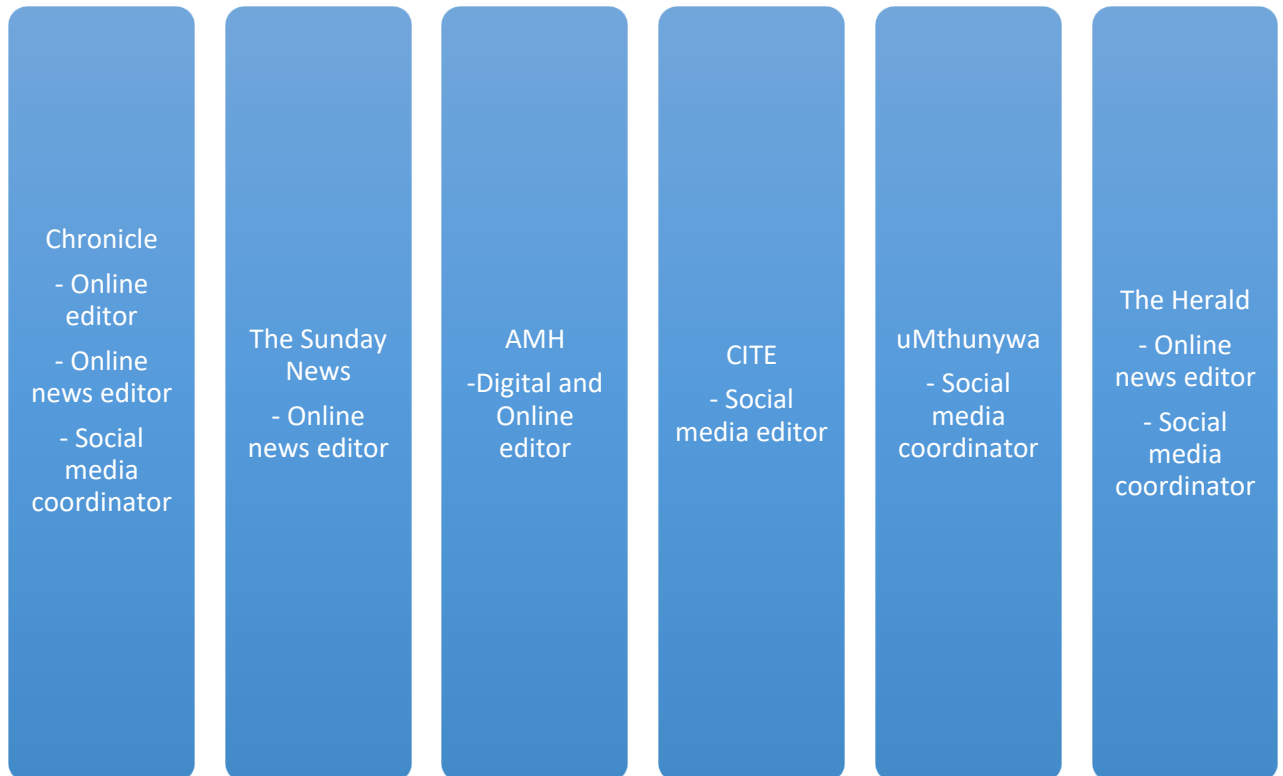 Chronicle
- Online
editor
- Online
news editor
- Social
media
coordinator
The Sunday
News
- Online
news editor
AMH
-Digital and
Online
editor
CITE
- Social
media editor
uMthunywa
- Social
media
coordinator
The Herald
- Online
news editor
- Social
media
coordinator